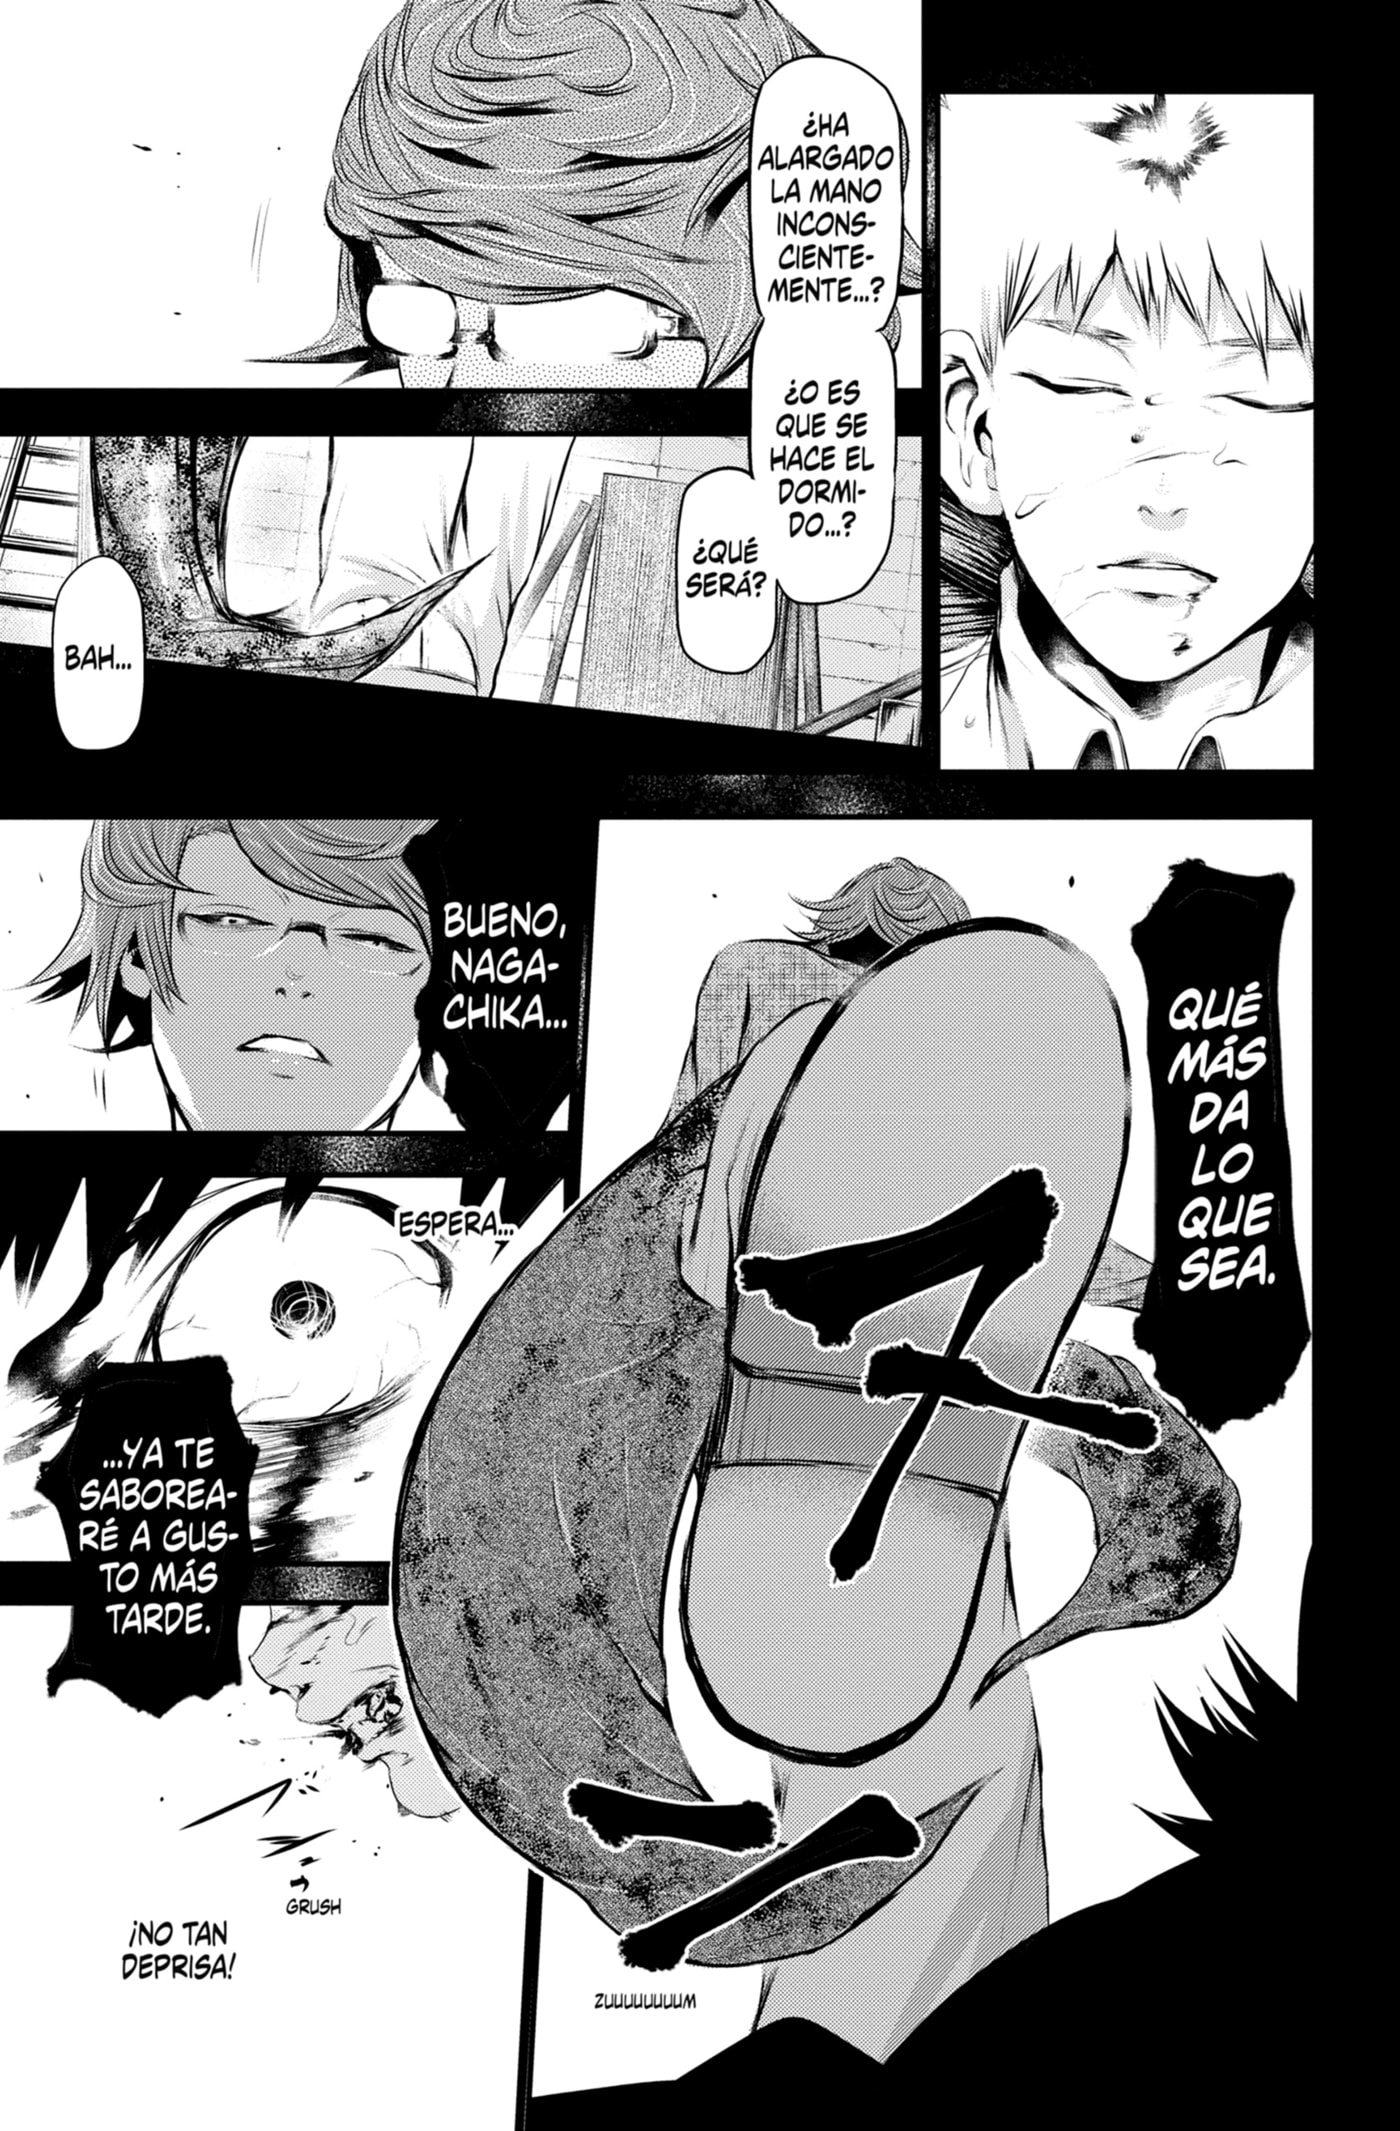 ¿HA
ALARGADO
LA MANO
INCONS-
CIENTE-
MENTE...?
¿O ES
QUE SE
HACE EL
DORMI-
DO...?
¿QUÉ
SERÁ?
BAH...
QUÉ
MÁS
DA
LO
QUE
SEA.
ズ
ズ
ZUUUUUUUUM
BUENO,
NAGA-
CHIKA...
ESPERA...
...YA TE
SABOREA-
RÉ A GUS-
TO MÁS
TARDE.
GRUSH
¡NO TAN
DEPRISA!